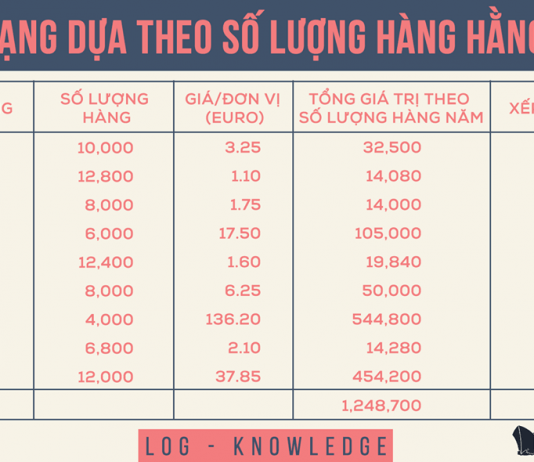 ẠNG DỰA THEO SỐ LƯỢNG HÀNG HẰNG
G SỐ LƯỢNG HÀNG GIÁ/ĐƠN VỊ (EURO) TỔNG GIÁ TRỊ THEO SỐ LƯỢNG HÀNG NĂM XẾ
10,000 3.25 32,500
12,800 1.10 14,080
8,000 1.75 14,000
6,000 17.50 105,000
12,400 1.60 19,840
8,000 6.25 50,000
4,000 136.20 544,800
6,800 2.10 14,280
12,000 37.85 454,200
1,248,700
LOG - KNOWLEDGE